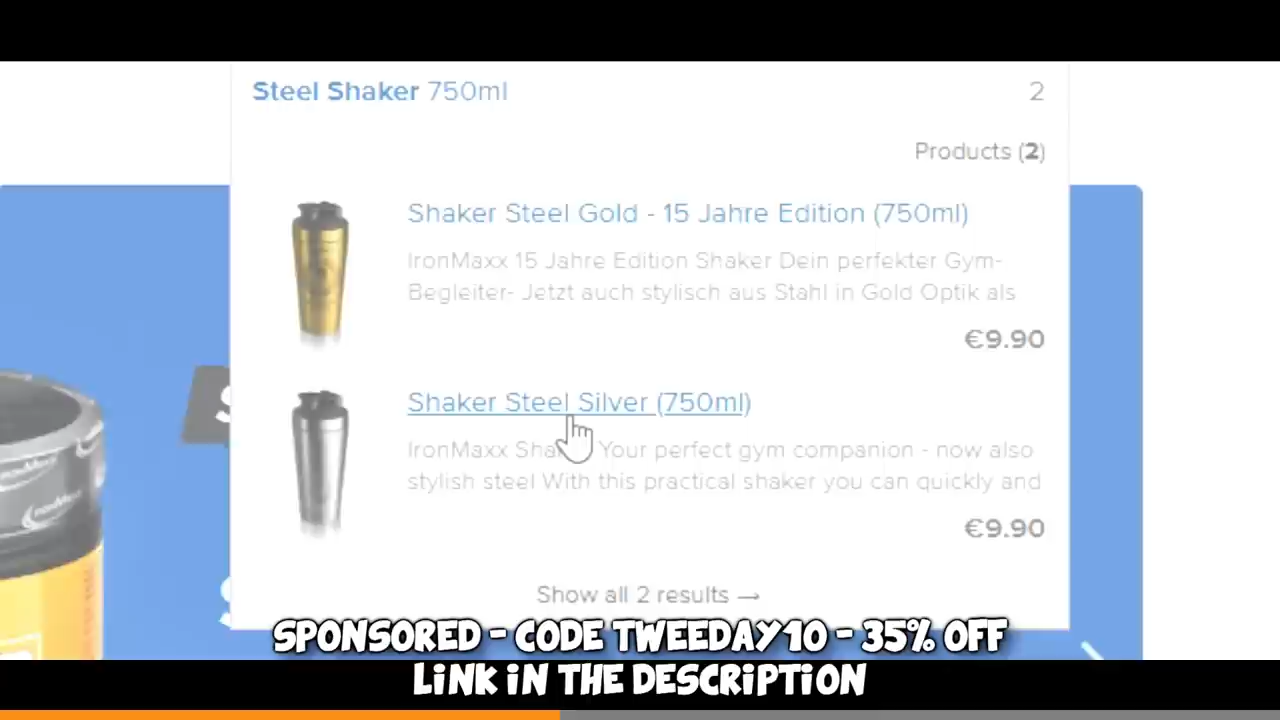 Steel Shaker 750ml 2
Products (2)
Shaker Steel Gold - 15 Jahre Edition (750ml)
IronMaxx 15 Jahre Edition Shaker Dein perfekter Gym-
Begleiter- Jetzt auch stylisch aus Stahl in Gold Optik als
€9.90
Shaker Steel Silver (750ml)
IronMaxx Your perfect gym companion - now also
stylish steel With this practical shaker you can quickly and
€9.90
Show all 2 results →
SPONSORED - CODE TWEEDAY10 - 35% OFF
LINK IN THE DESCRIPTION